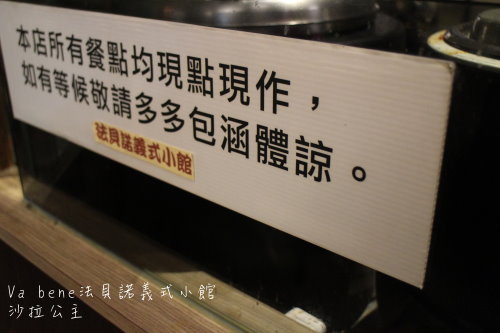 本店所有餐點均現點現作，
如有等候敬請多多包涵體諒。
法貝諾義式小館
Va bene法貝諾義式小館
沙拉公主